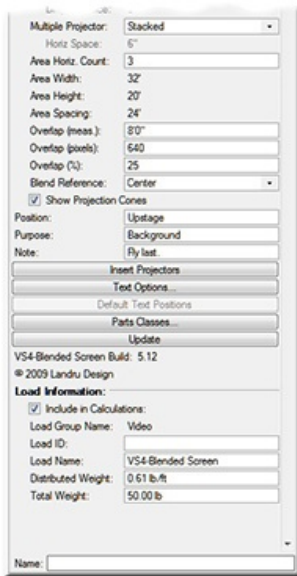 Multiple Projector: Stacked
Horiz Space: 6"
Area Horiz. Count: 3
Area Width: 32'
Area Height: 20'
Area Spacing: 24'
Overlap (meas.): 8'0"
Overlap (pixels): 640
Overlap (%): 25
Blend Reference: Center
Show Projection Cones
Position: Upstage
Purpose: Background
Note: Fly last.
Insert Projectors
Text Options...
Default Text Positions
Parts Classes...
Update
VS4-Blended Screen Build: 5.12
© 2009 Landru Design
Load Information:
Include in Calculations:
Load Group Name: Video
Load ID:
Load Name: VS4-Blended Screen
Distributed Weight: 0.61 lb/ft
Total Weight: 50.00 lb
Name: